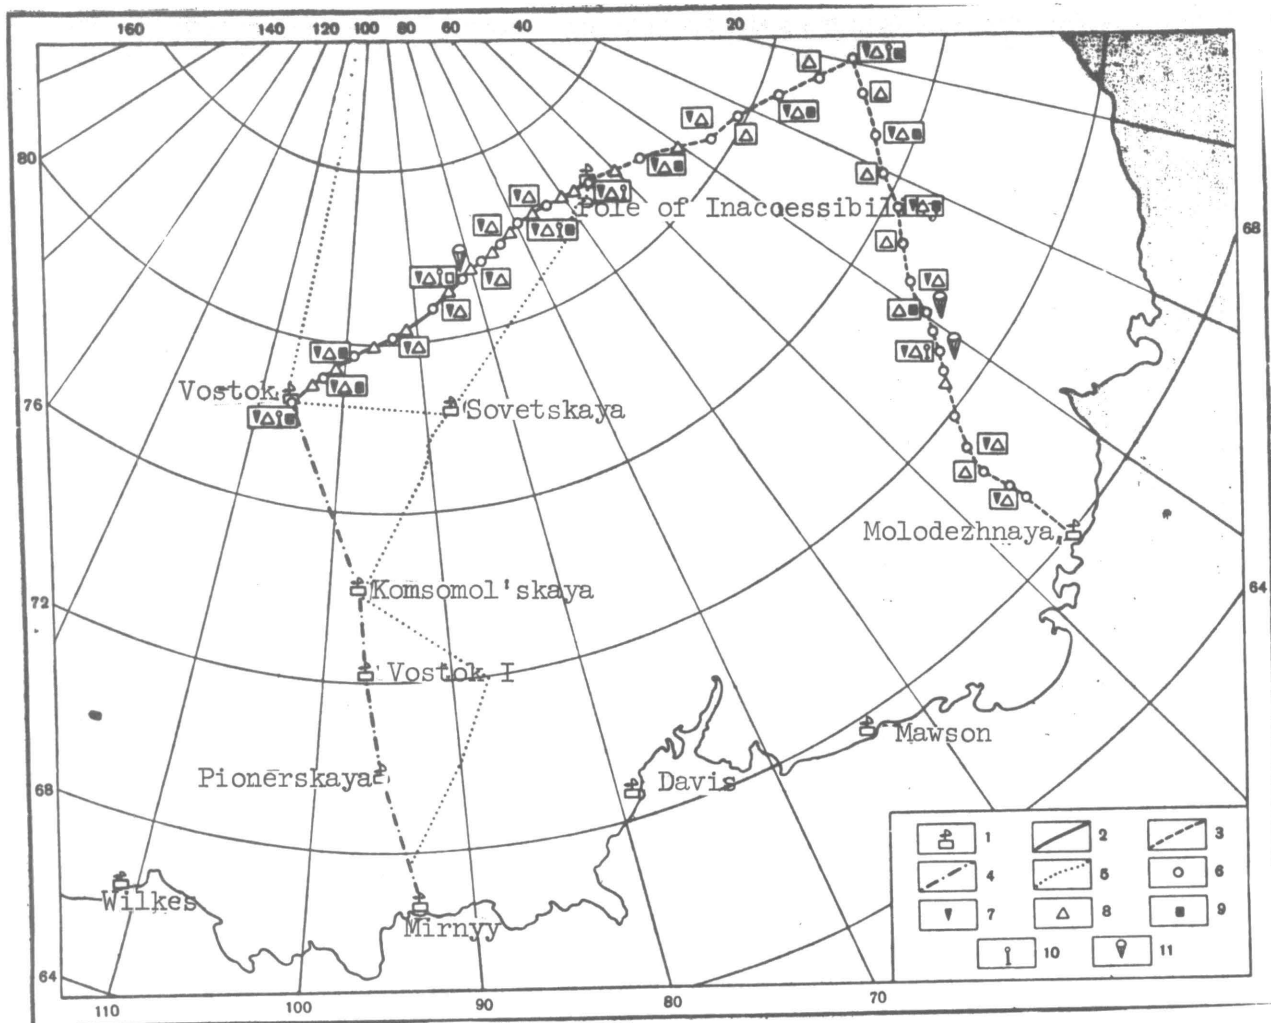 160 140 120 100 80 60 40 20
80
Pole of Inaccessibility
68
Vostok
76
Sovetskaya
Molodezhnaya
Komsomol'skaya
72
64
Vostok I
Mawson
Pionerskaya
Davis
68
1 2 3
4 5 6
7 8 9
10 11
Wilkes
Mirnyy
64
110 100 90 80 70